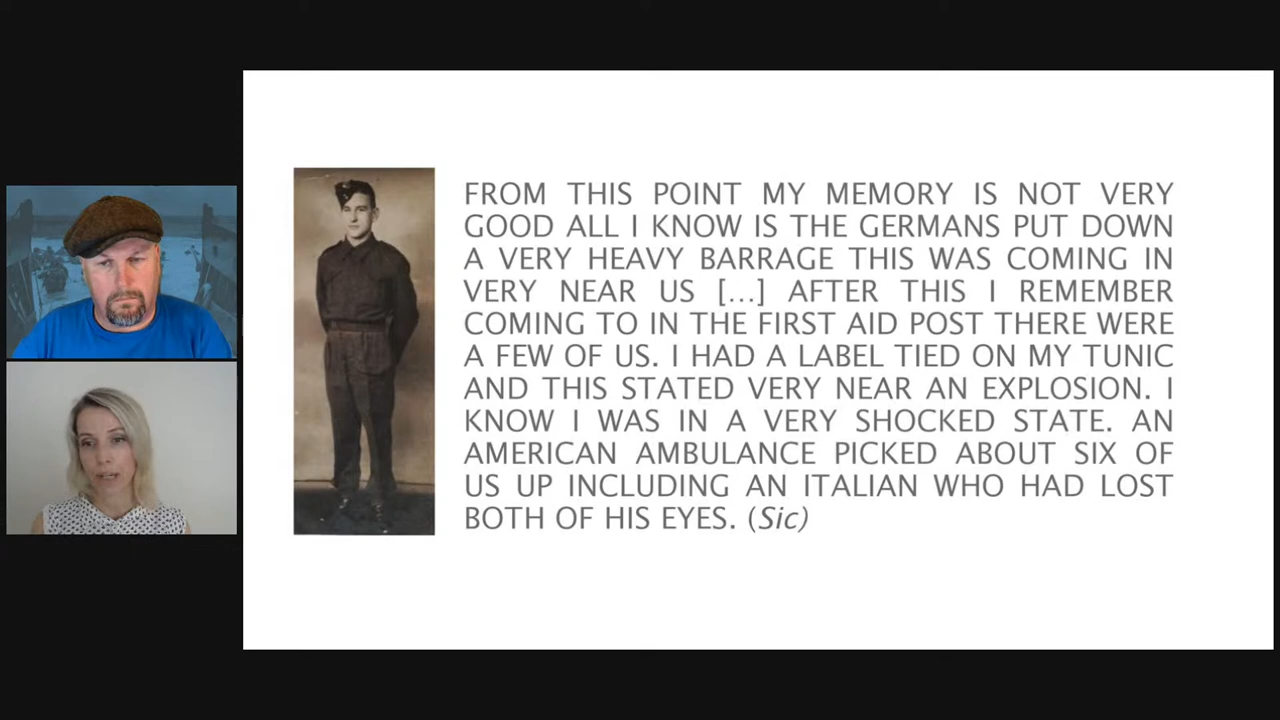 FROM THIS POINT MY MEMORY IS NOT VERY
GOOD ALL I KNOW IS THE GERMANS PUT DOWN
A VERY HEAVY BARRAGE THIS WAS COMING IN
VERY NEAR US [...] AFTER THIS I REMEMBER
COMING TO IN THE FIRST AID POST THERE WERE
A FEW OF US. I HAD A LABEL TIED ON MY TUNIC
AND THIS STATED VERY NEAR AN EXPLOSION. I
KNOW I WAS IN A VERY SHOCKED STATE. AN
AMERICAN AMBULANCE PICKED ABOUT SIX OF
US UP INCLUDING AN ITALIAN WHO HAD LOST
BOTH OF HIS EYES. (Sic)